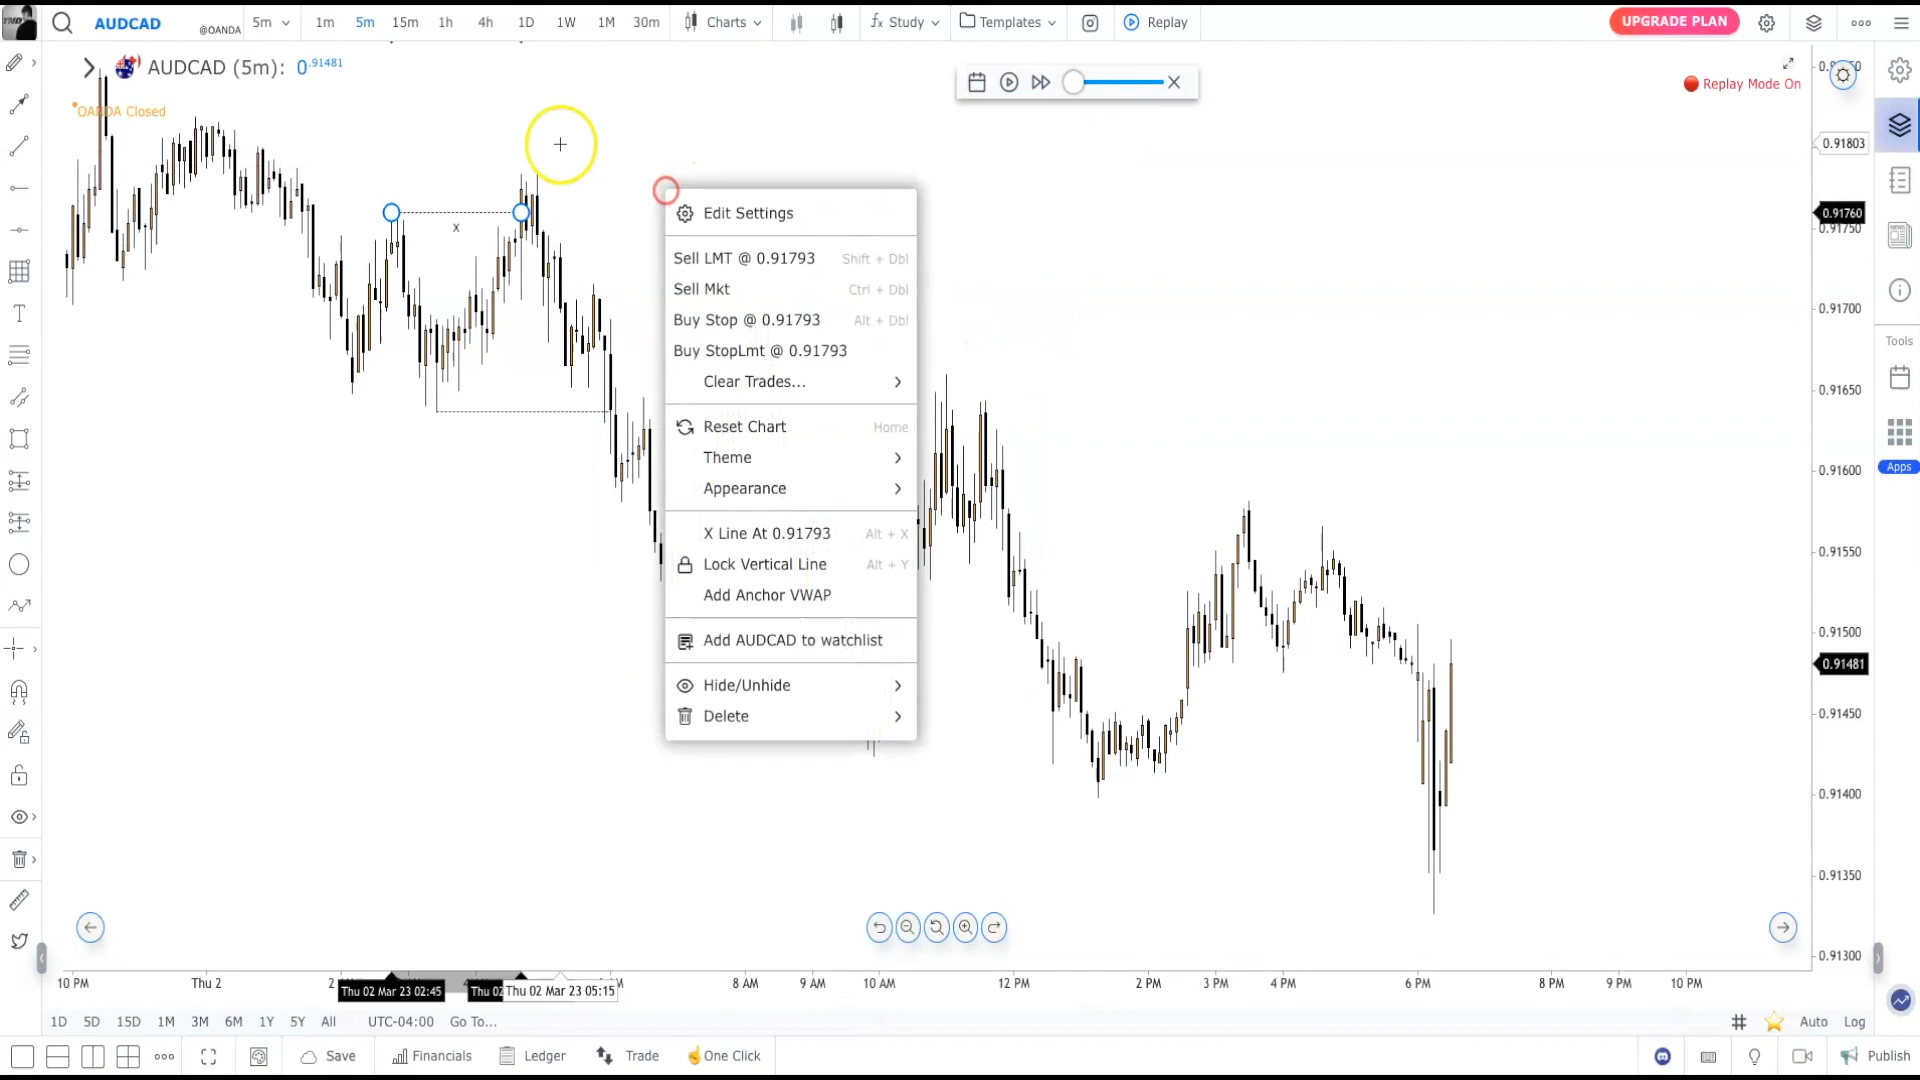 AUDCAD @OANDA 5m 1m 5m 15m 1h 4h 1D 1W 1M 30m Charts Study Templates Replay UPGRADE PLAN
AUDCAD (5m): 0.91481
OANDA Closed
Replay Mode On
X
Edit Settings
Sell LMT @ 0.91793 Shift + Dbl
Sell Mkt Ctrl + Dbl
Buy Stop @ 0.91793 Alt + Dbl
Buy StopLmt @ 0.91793
Clear Trades...
Reset Chart Home
Theme
Appearance
X Line At 0.91793 Alt + X
Lock Vertical Line Alt + Y
Add Anchor VWAP
Add AUDCAD to watchlist
Hide/Unhide
Delete
0.91803
0.91760
0.91750
0.91700
0.91650
0.91600
0.91550
0.91500
0.91481
0.91450
0.91400
0.91350
0.91300
NEWS
Tools
Apps
10 PM Thu 2 8 AM 9 AM 10 AM 12 PM 2 PM 3 PM 4 PM 6 PM 8 PM 9 PM 10 PM
Thu 02 Mar 23 02:45 Thu 02 Thu 02 Mar 23 05:15
1D 5D 15D 1M 3M 6M 1Y 5Y All UTC-04:00 Go To... Auto Log
Save Financials Ledger Trade One Click Publish